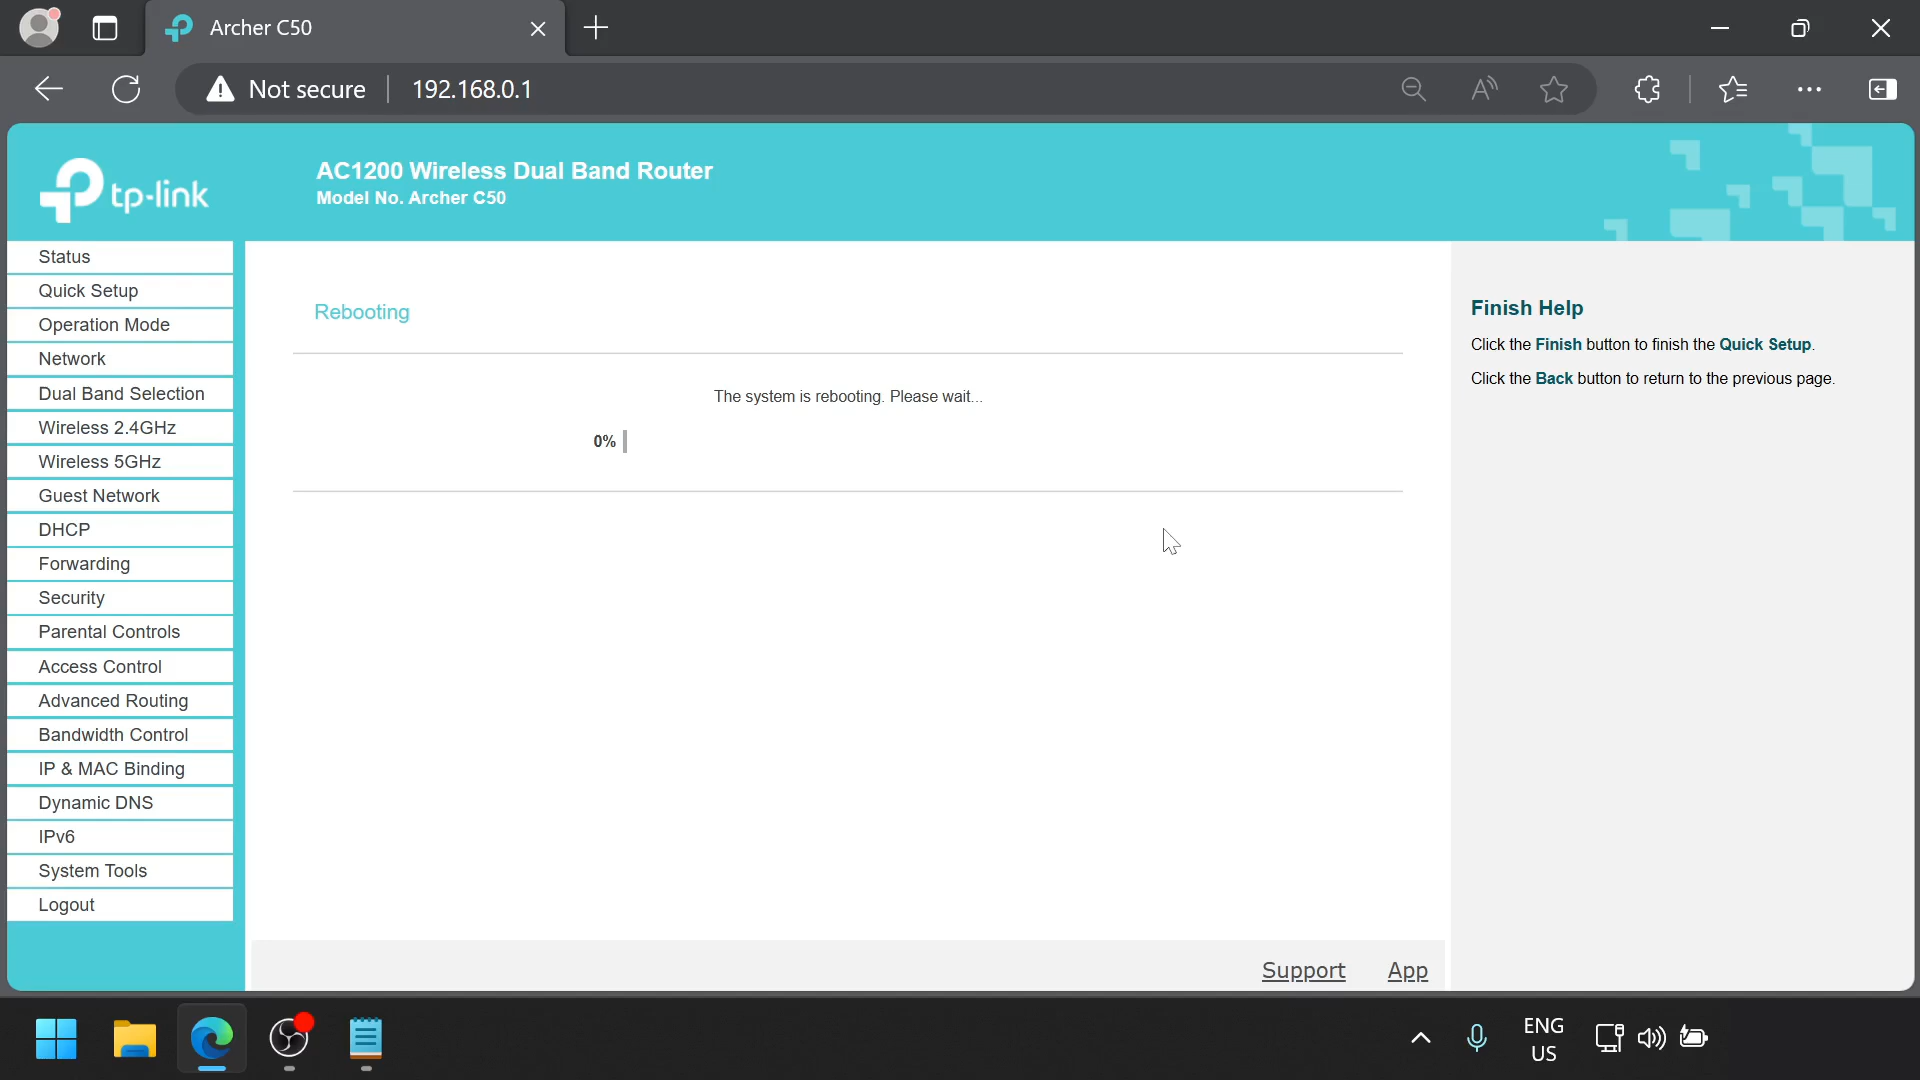 Archer C50
Not secure
192.168.0.1
tp-link
AC1200 Wireless Dual Band Router
Model No. Archer C50
Status
Quick Setup
Operation Mode
Network
Dual Band Selection
Wireless 2.4GHz
Wireless 5GHz
Guest Network
DHCP
Forwarding
Security
Parental Controls
Access Control
Advanced Routing
Bandwidth Control
IP & MAC Binding
Dynamic DNS
IPv6
System Tools
Logout
Rebooting
The system is rebooting. Please wait...
0%
Finish Help
Click the Finish button to finish the Quick Setup.
Click the Back button to return to the previous page.
Support App
ENG
US